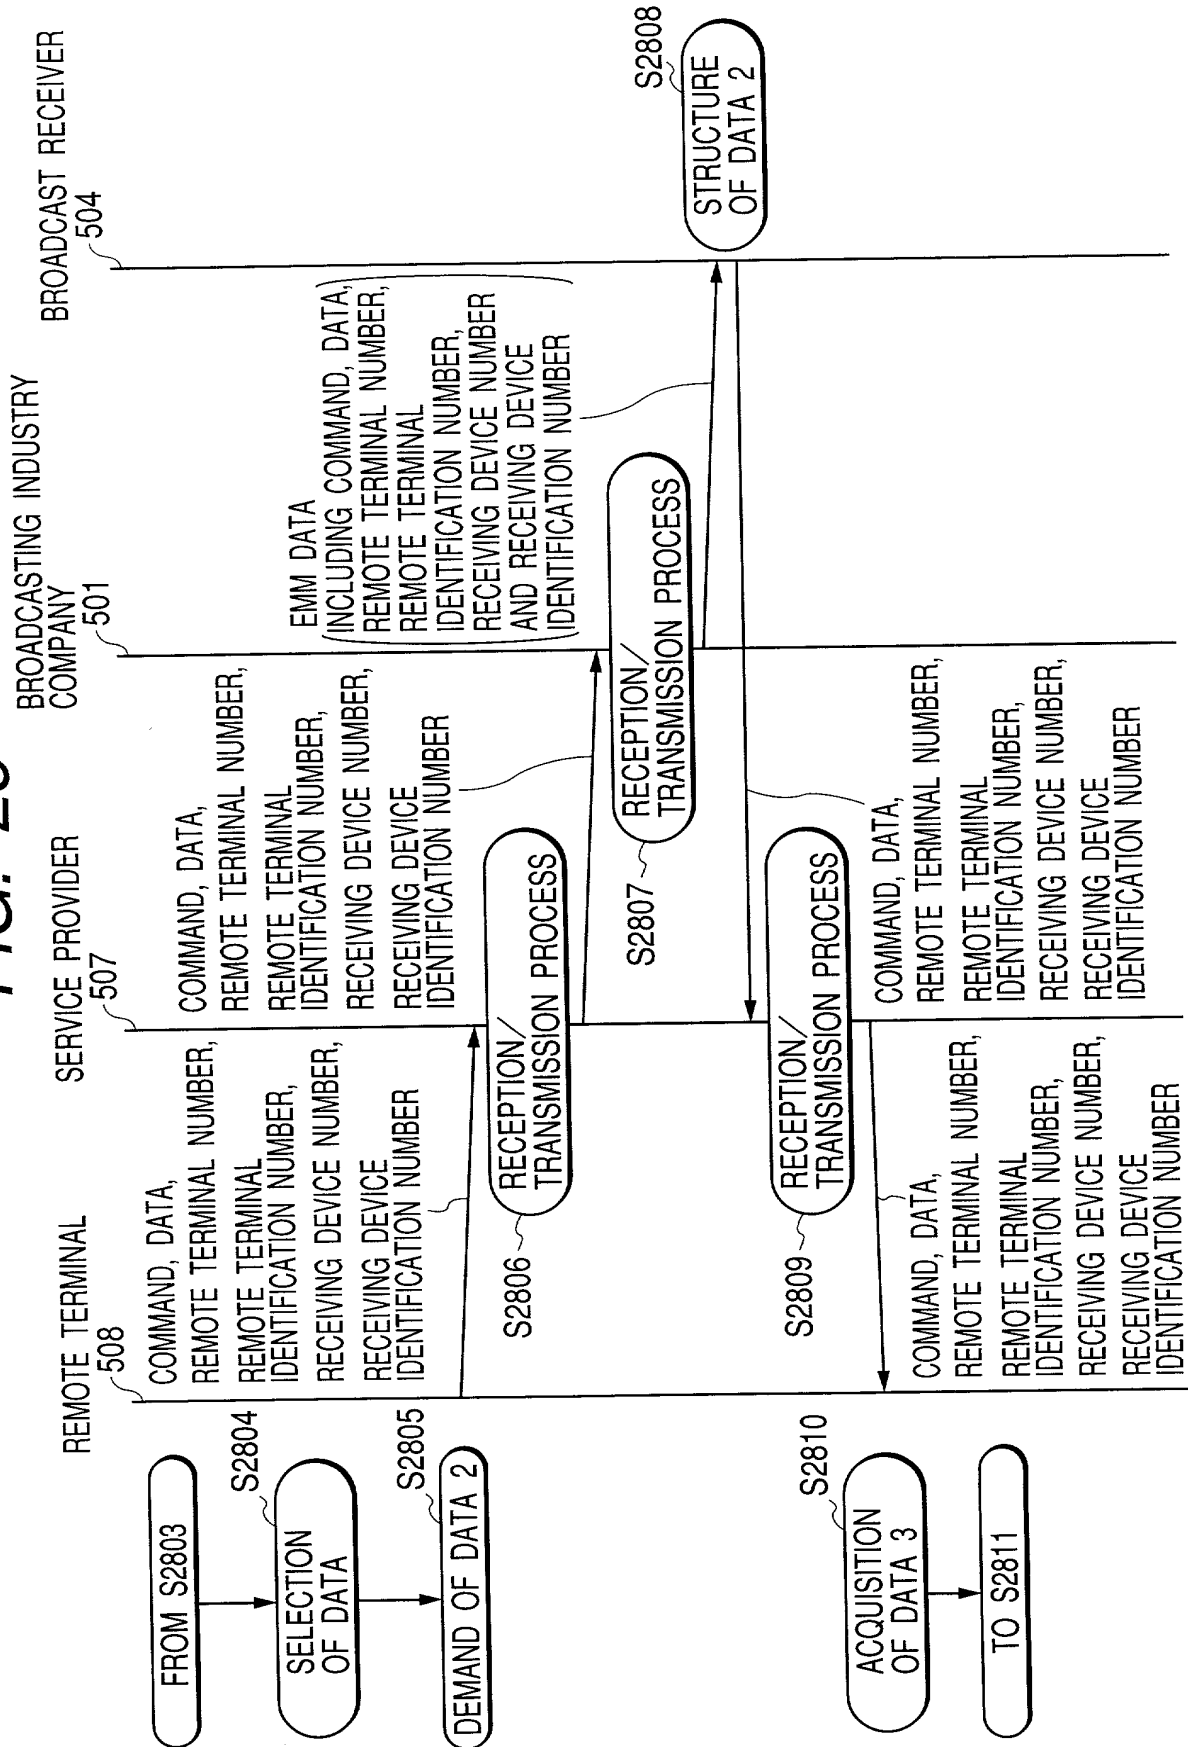 FIG.
REMOTE TERMINAL
508
SERVICE PROVIDER
507
BROADCASTING INDUSTRY
COMPANY
501
BROADCAST RECEIVER
504
FROM S2803
S2804
SELECTION
OF DATA
S2805
DEMAND OF DATA 2
COMMAND, DATA,
REMOTE TERMINAL NUMBER,
REMOTE TERMINAL
IDENTIFICATION NUMBER,
RECEIVING DEVICE NUMBER,
RECEIVING DEVICE
IDENTIFICATION NUMBER
S2806
RECEPTION/
TRANSMISSION PROCESS
COMMAND, DATA,
REMOTE TERMINAL NUMBER,
REMOTE TERMINAL
IDENTIFICATION NUMBER,
RECEIVING DEVICE NUMBER,
RECEIVING DEVICE
IDENTIFICATION NUMBER
S2807
RECEPTION/
TRANSMISSION PROCESS
EMM DATA
INCLUDING COMMAND, DATA,
REMOTE TERMINAL NUMBER,
REMOTE TERMINAL
IDENTIFICATION NUMBER,
RECEIVING DEVICE NUMBER
AND RECEIVING DEVICE
IDENTIFICATION NUMBER
S2808
STRUCTURE
OF DATA 2
COMMAND, DATA,
REMOTE TERMINAL NUMBER,
REMOTE TERMINAL
IDENTIFICATION NUMBER,
RECEIVING DEVICE NUMBER,
RECEIVING DEVICE
IDENTIFICATION NUMBER
S2809
RECEPTION/
TRANSMISSION PROCESS
COMMAND, DATA,
REMOTE TERMINAL NUMBER,
REMOTE TERMINAL
IDENTIFICATION NUMBER,
RECEIVING DEVICE NUMBER,
RECEIVING DEVICE
IDENTIFICATION NUMBER
S2810
ACQUISITION
OF DATA 3
TO S2811